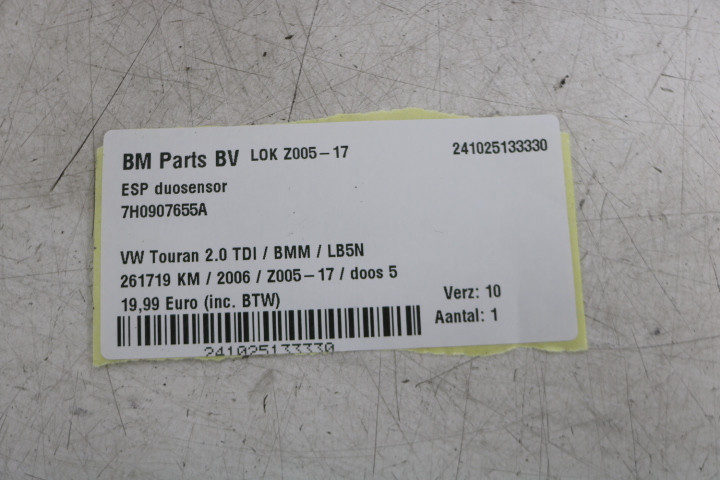 BM Parts BV LOK Z005-17 241025133330
ESP duosensor
7H0907655A
VW Touran 2.0 TDI / BMM / LB5N
261719 KM / 2006 / Z005-17 / doos 5
19,99 Euro (inc. BTW)
Verz: 10
Aantal: 1
241025133330